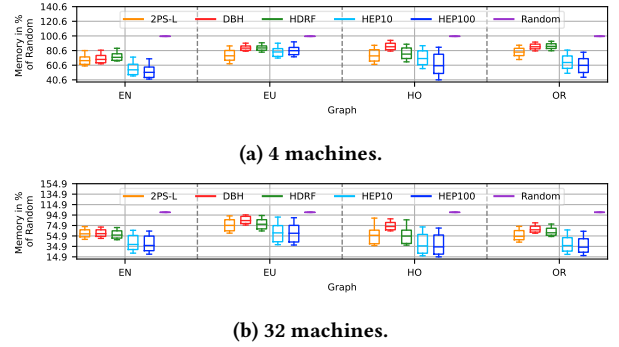 140.6
120.6
100.6
80.6
60.6
40.6
Memory in %
of Random
2PS-L DBH HDRF HEP10 HEP100 Random
EN EU HO OR
Graph
(a) 4 machines.
154.9
134.9
114.9
94.9
74.9
54.9
34.9
14.9
Memory in %
of Random
2PS-L DBH HDRF HEP10 HEP100 Random
EN EU HO OR
Graph
(b) 32 machines.